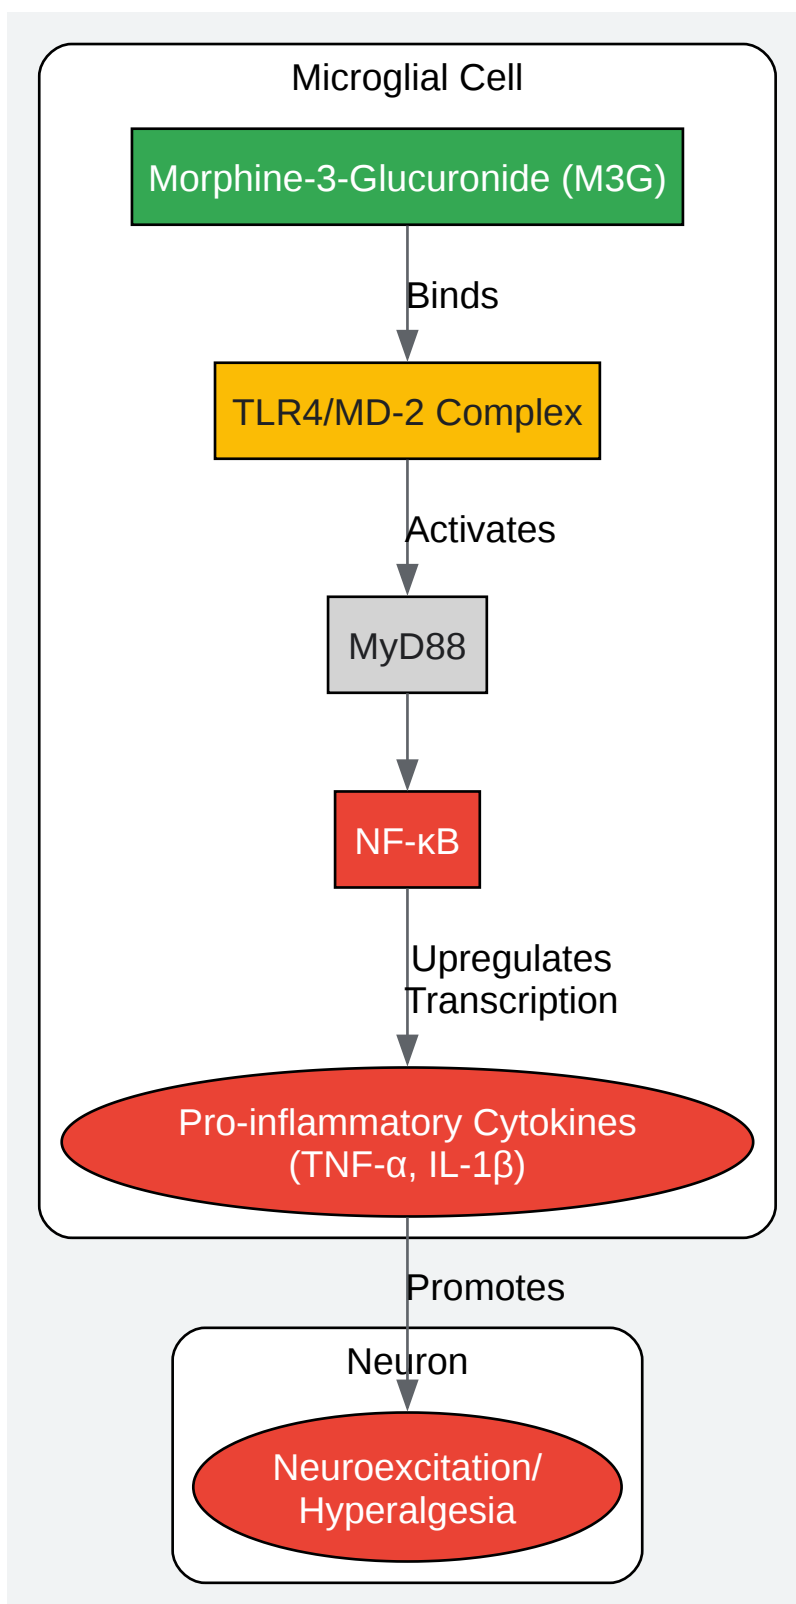 Microglial Cell
Morphine-3-Glucuronide (M3G)
Binds
TLR4/MD-2 Complex
Activates
MyD88
NF-κB
Upregulates
Transcription
Pro-inflammatory Cytokines
(TNF-α, IL-1β)
Promotes
Neuron
Neuroexcitation/
Hyperalgesia